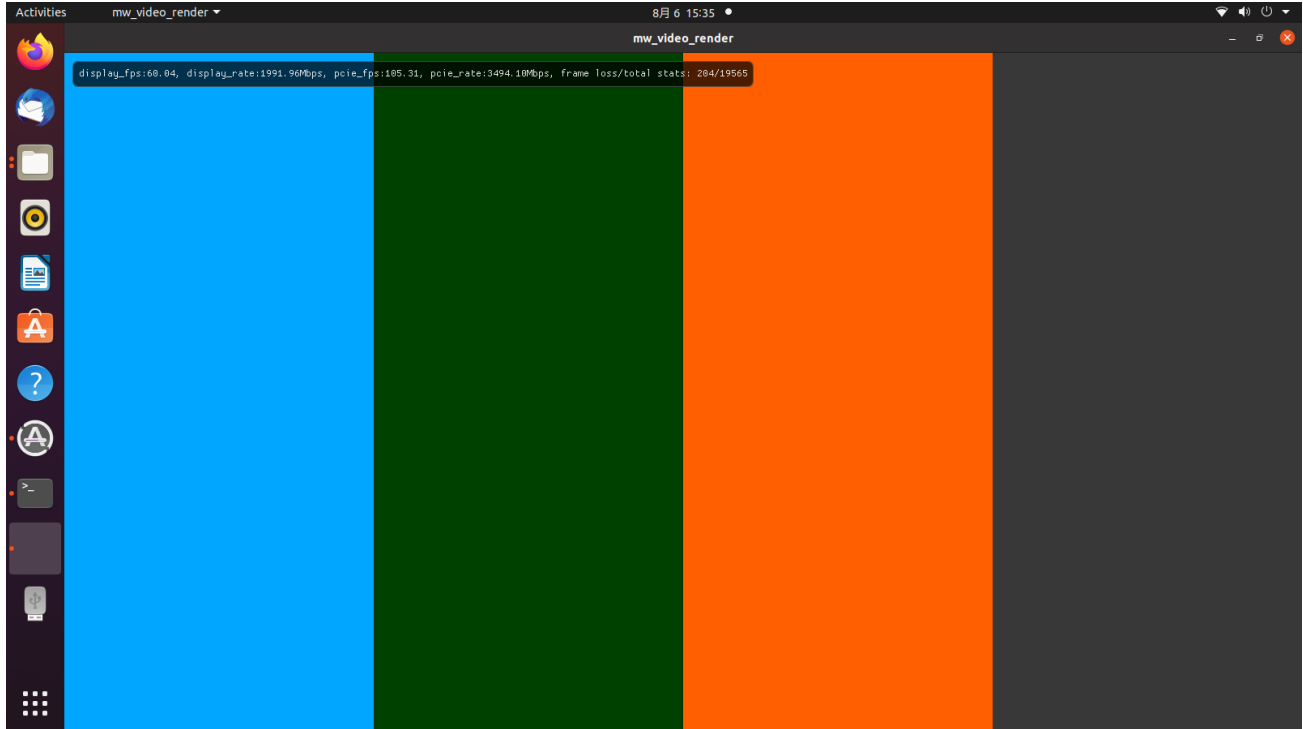 Activities mw_video_render 8月 6 15:35
mw_video_render
display_fps:60.04, display_rate:1991.96Mbps, pcie_fps:105.31, pcie_rate:3494.10Mbps, frame loss/total stats: 204/19565